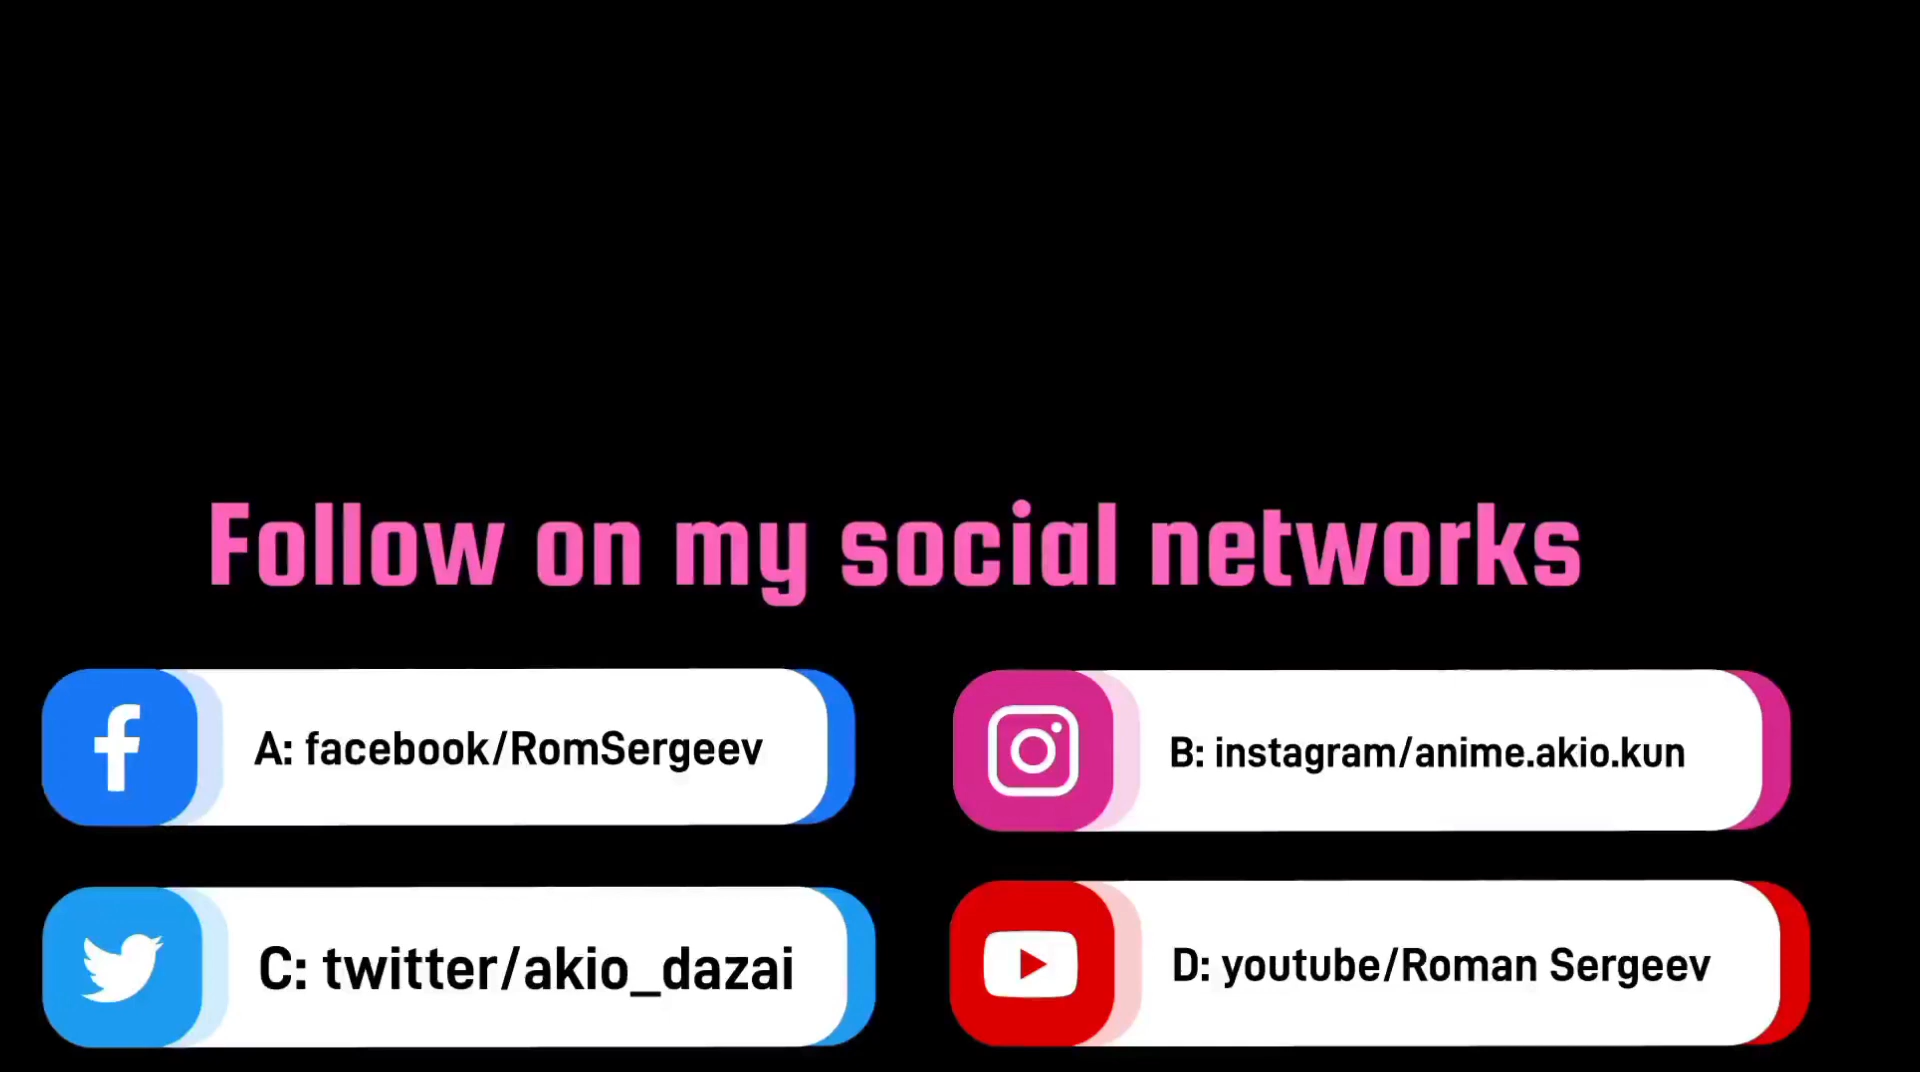 Follow on my social networks
A: facebook/RomSergeev
B: instagram/anime.akio.kun
C: twitter/akio_dazai
D: youtube/Roman Sergeev